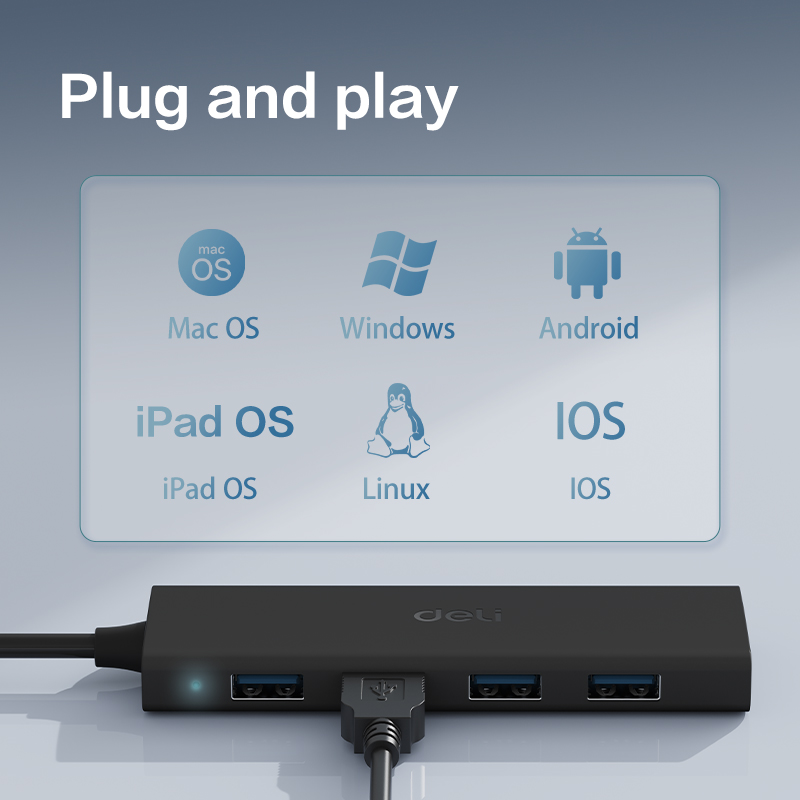 Plug and play
mac
OS
Mac OS
Windows
Android
iPad OS
IOS
iPad OS
Linux
IOS
deli